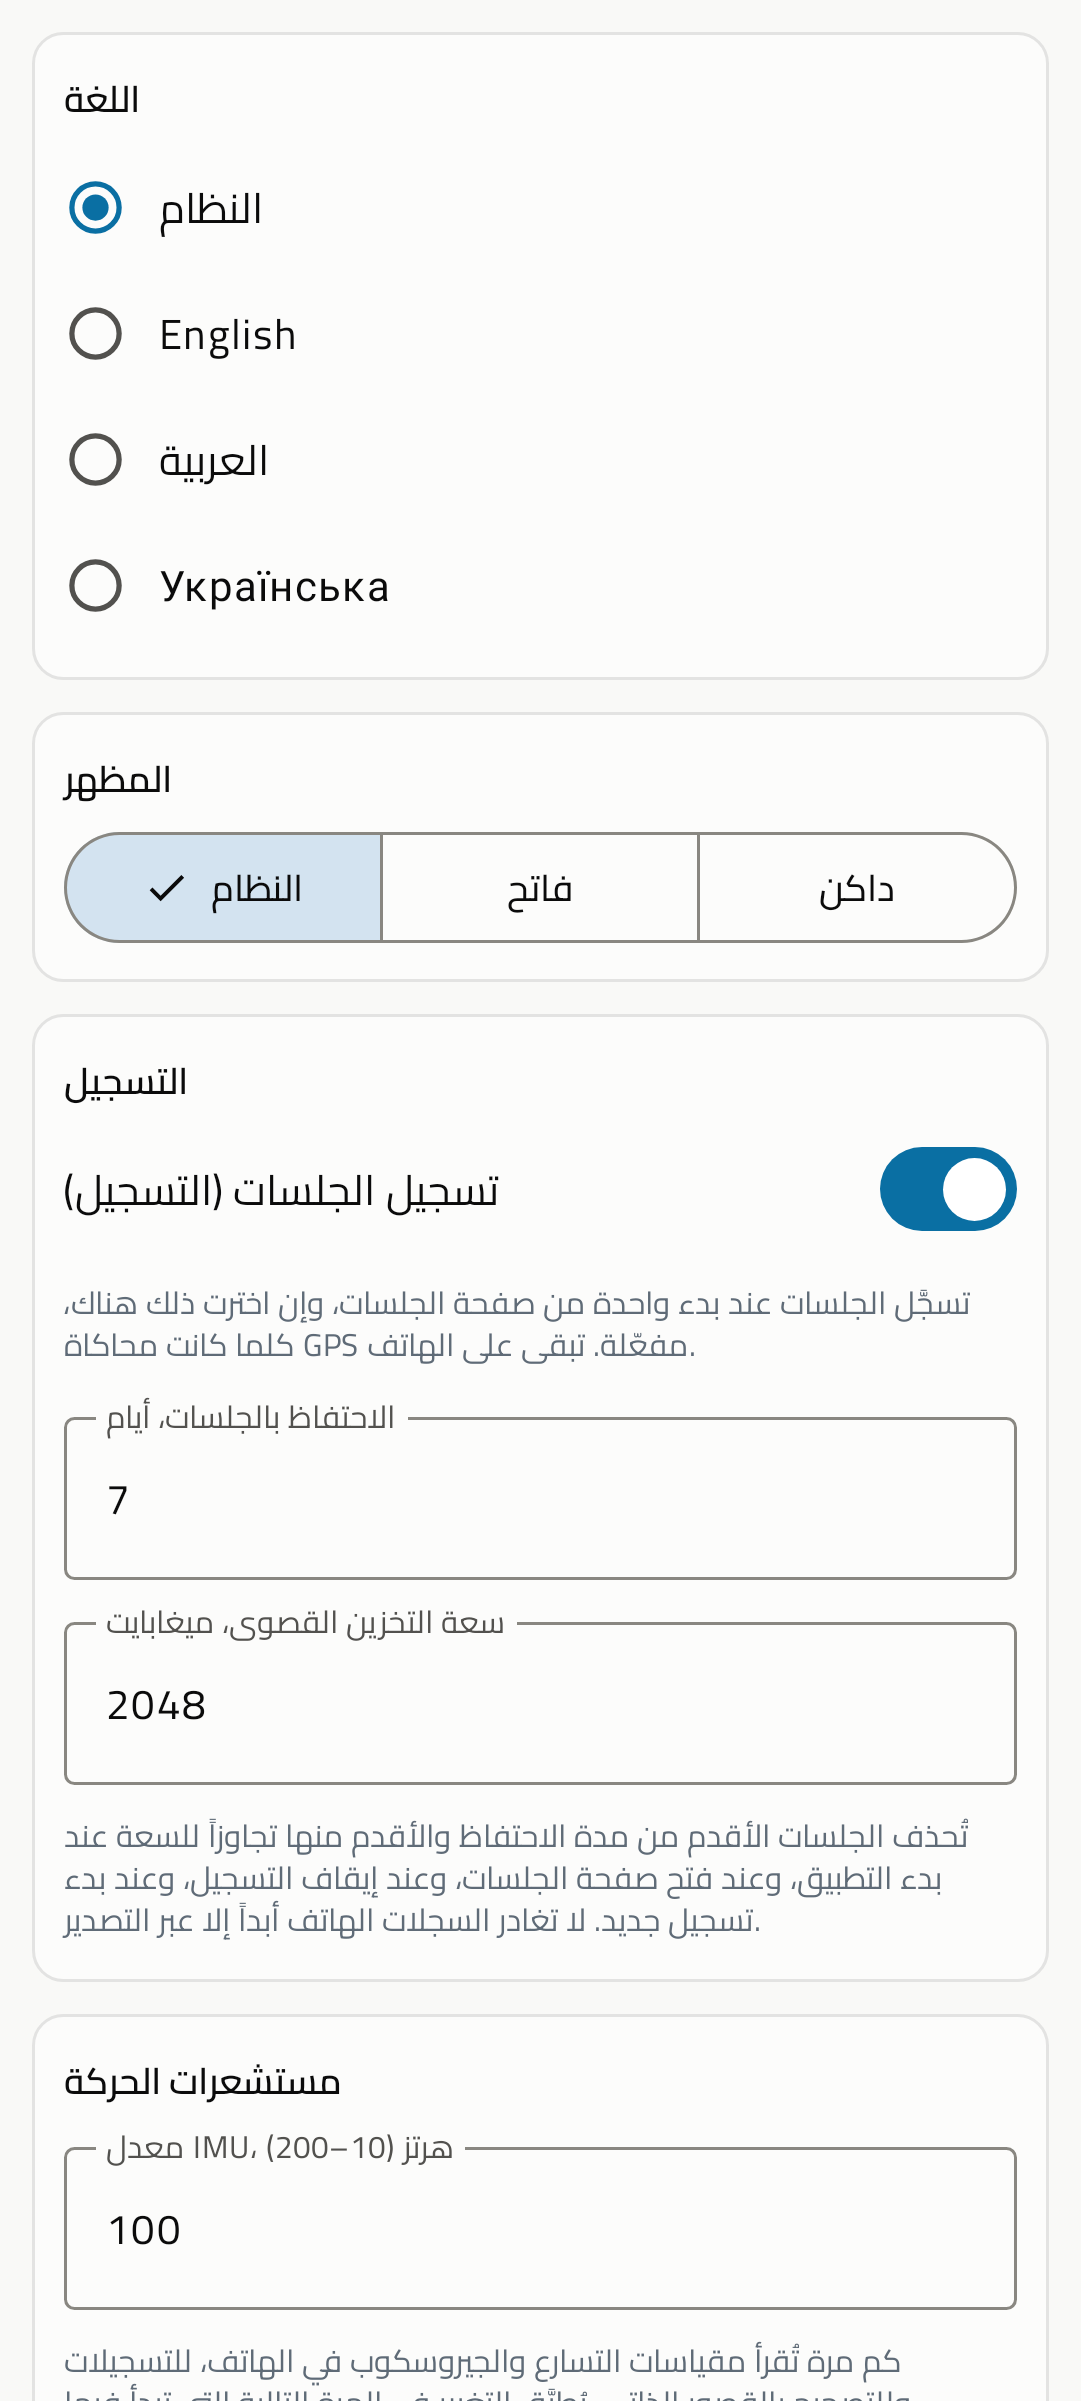 اللغة
النظام
English
العربية
Українська
المظهر
النظام
فاتح
داكن
التسجيل
تسجيل الجلسات (التسجيل)
تسجَّل الجلسات عند بدء واحدة من صفحة الجلسات، وإن اخترت ذلك هناك،
كلما كانت محاكاة GPS مفعّلة. تبقى على الهاتف.
الاحتفاظ بالجلسات، أيام
7
سعة التخزين القصوى، ميغابايت
2048
تُحذف الجلسات الأقدم من مدة الاحتفاظ والأقدم منها تجاوزاً للسعة عند
بدء التطبيق، وعند فتح صفحة الجلسات، وعند إيقاف التسجيل، وعند بدء
تسجيل جديد. لا تغادر السجلات الهاتف أبداً إلا عبر التصدير.
مستشعرات الحركة
معدل IMU، هرتز (10–200)
100
كم مرة تُقرأ مقياسات التسارع والجيروسكوب في الهاتف، للتسجيلات